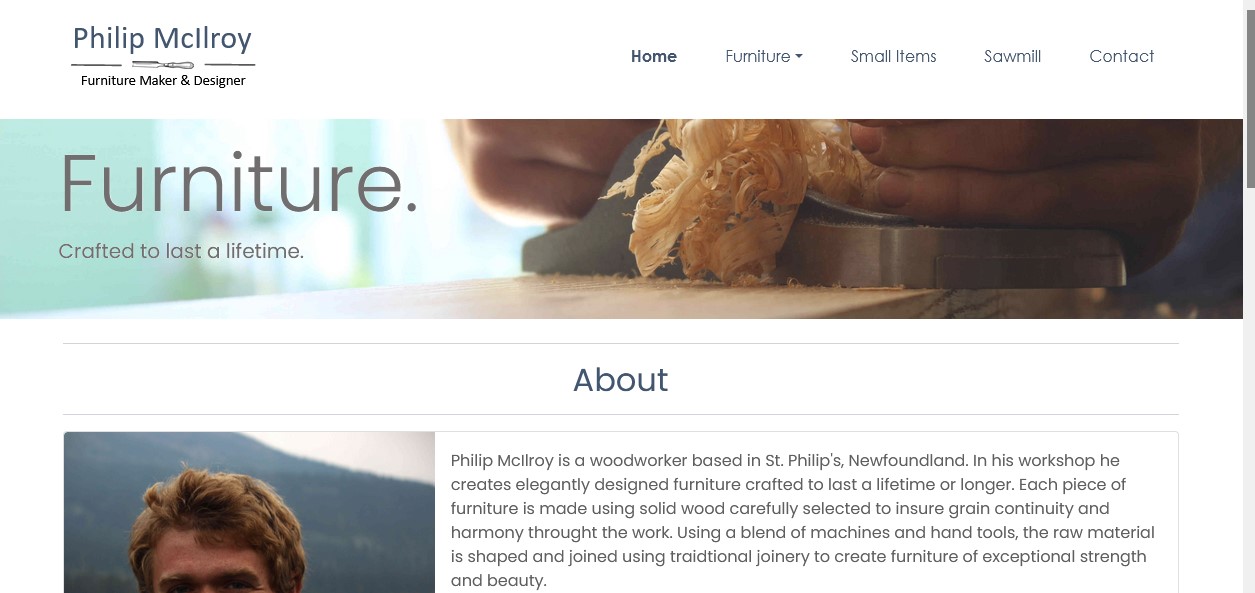 Philip McIlroy
Furniture Maker & Designer
Home Furniture Small Items Sawmill Contact
Furniture.
Crafted to last a lifetime.
About
Philip McIlroy is a woodworker based in St. Philip's, Newfoundland. In his workshop he
creates elegantly designed furniture crafted to last a lifetime or longer. Each piece of
furniture is made using solid wood carefully selected to insure grain continuity and
harmony throught the work. Using a blend of machines and hand tools, the raw material
is shaped and joined using traidtional joinery to create furniture of exceptional strength
and beauty.